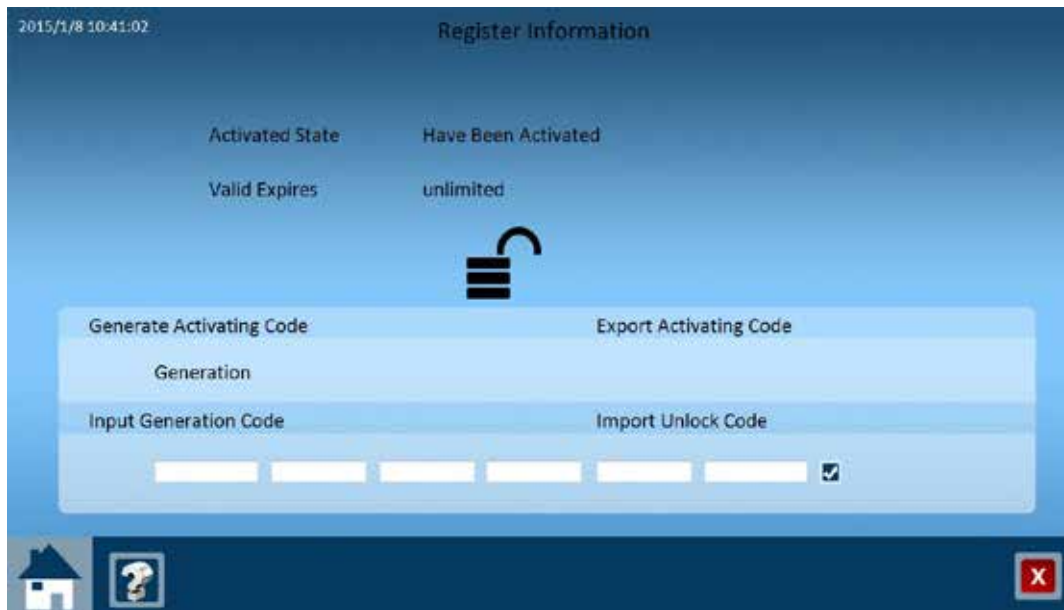 2015/1/8 10:41:02
Register Information
Activated State Have Been Activated
Valid Expires unlimited
Generate Activating Code Export Activating Code
Generation
Input Generation Code Import Unlock Code
X